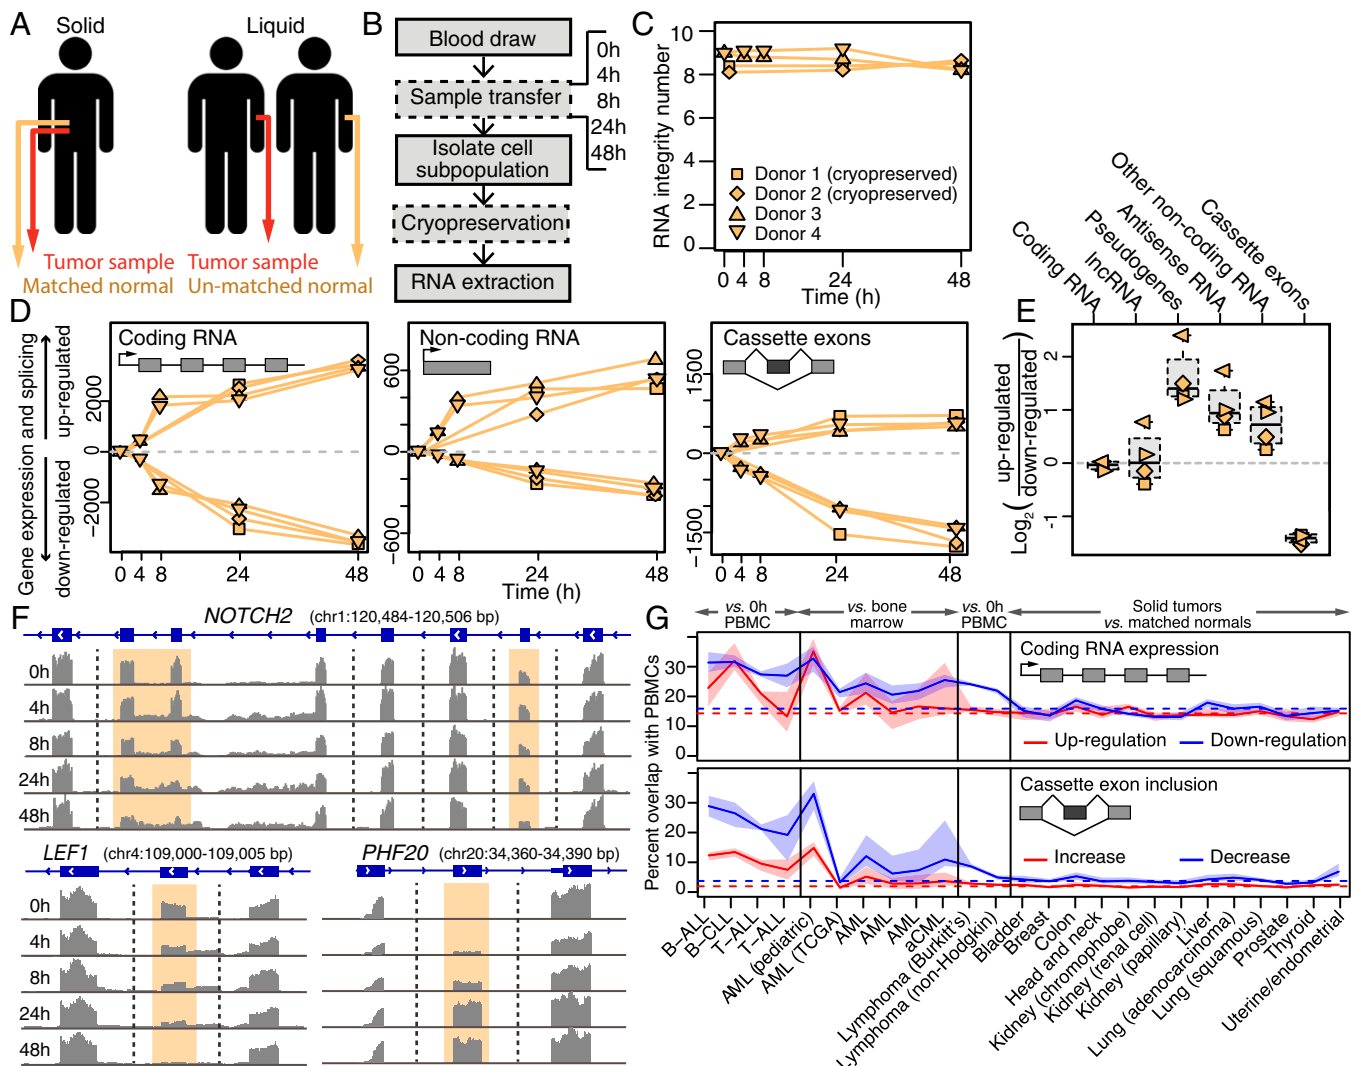 A
Solid
Liquid
Tumor sample
Matched normal
Tumor sample
Un-matched normal
B
Blood draw
Sample transfer
Isolate cell
subpopulation
Cryopreservation
RNA extraction
0h
4h
8h
24h
48h
C
RNA integrity number
10
8
6
4
2
0
Donor 1 (cryopreserved)
Donor 2 (cryopreserved)
Donor 3
Donor 4
0 4 8 24 48
Time (h)
D
Gene expression and splicing
down-regulated up-regulated
Coding RNA
2000
0
−2000
0 4 8 24 48
Non-coding RNA
600
0
−600
0 4 8 24 48
Time (h)
Cassette exons
1500
0
−1500
0 4 8 24 48
E
Coding RNA
lncRNA
Pseudogenes
Antisense RNA
Other non-coding RNA
Cassette exons
Log2 ( up-regulated / down-regulated )
2
1
0
-1
F
NOTCH2 (chr1:120,484-120,506 bp)
0h
4h
8h
24h
48h
LEF1 (chr4:109,000-109,005 bp)
0h
4h
8h
24h
48h
PHF20 (chr20:34,360-34,390 bp)
G
vs. 0h
PBMC
vs. bone
marrow
vs. 0h
PBMC
Solid tumors
vs. matched normals
Percent overlap with PBMCs
30
20
10
0
Coding RNA expression
Up-regulation Down-regulation
30
20
10
0
Cassette exon inclusion
Increase Decrease
B−ALL
B−CLL
T−ALL
T−ALL
AML (pediatric)
AML (TCGA)
AML
AML
AML
aCML
Lymphoma (Burkitt's)
Lymphoma (non-Hodgkin)
Bladder
Breast
Colon
Head and neck
Kidney (chromophobe)
Kidney (renal cell)
Kidney (papillary)
Liver
Lung (adenocarcinoma)
Lung (squamous)
Prostate
Thyroid
Uterine/endometrial